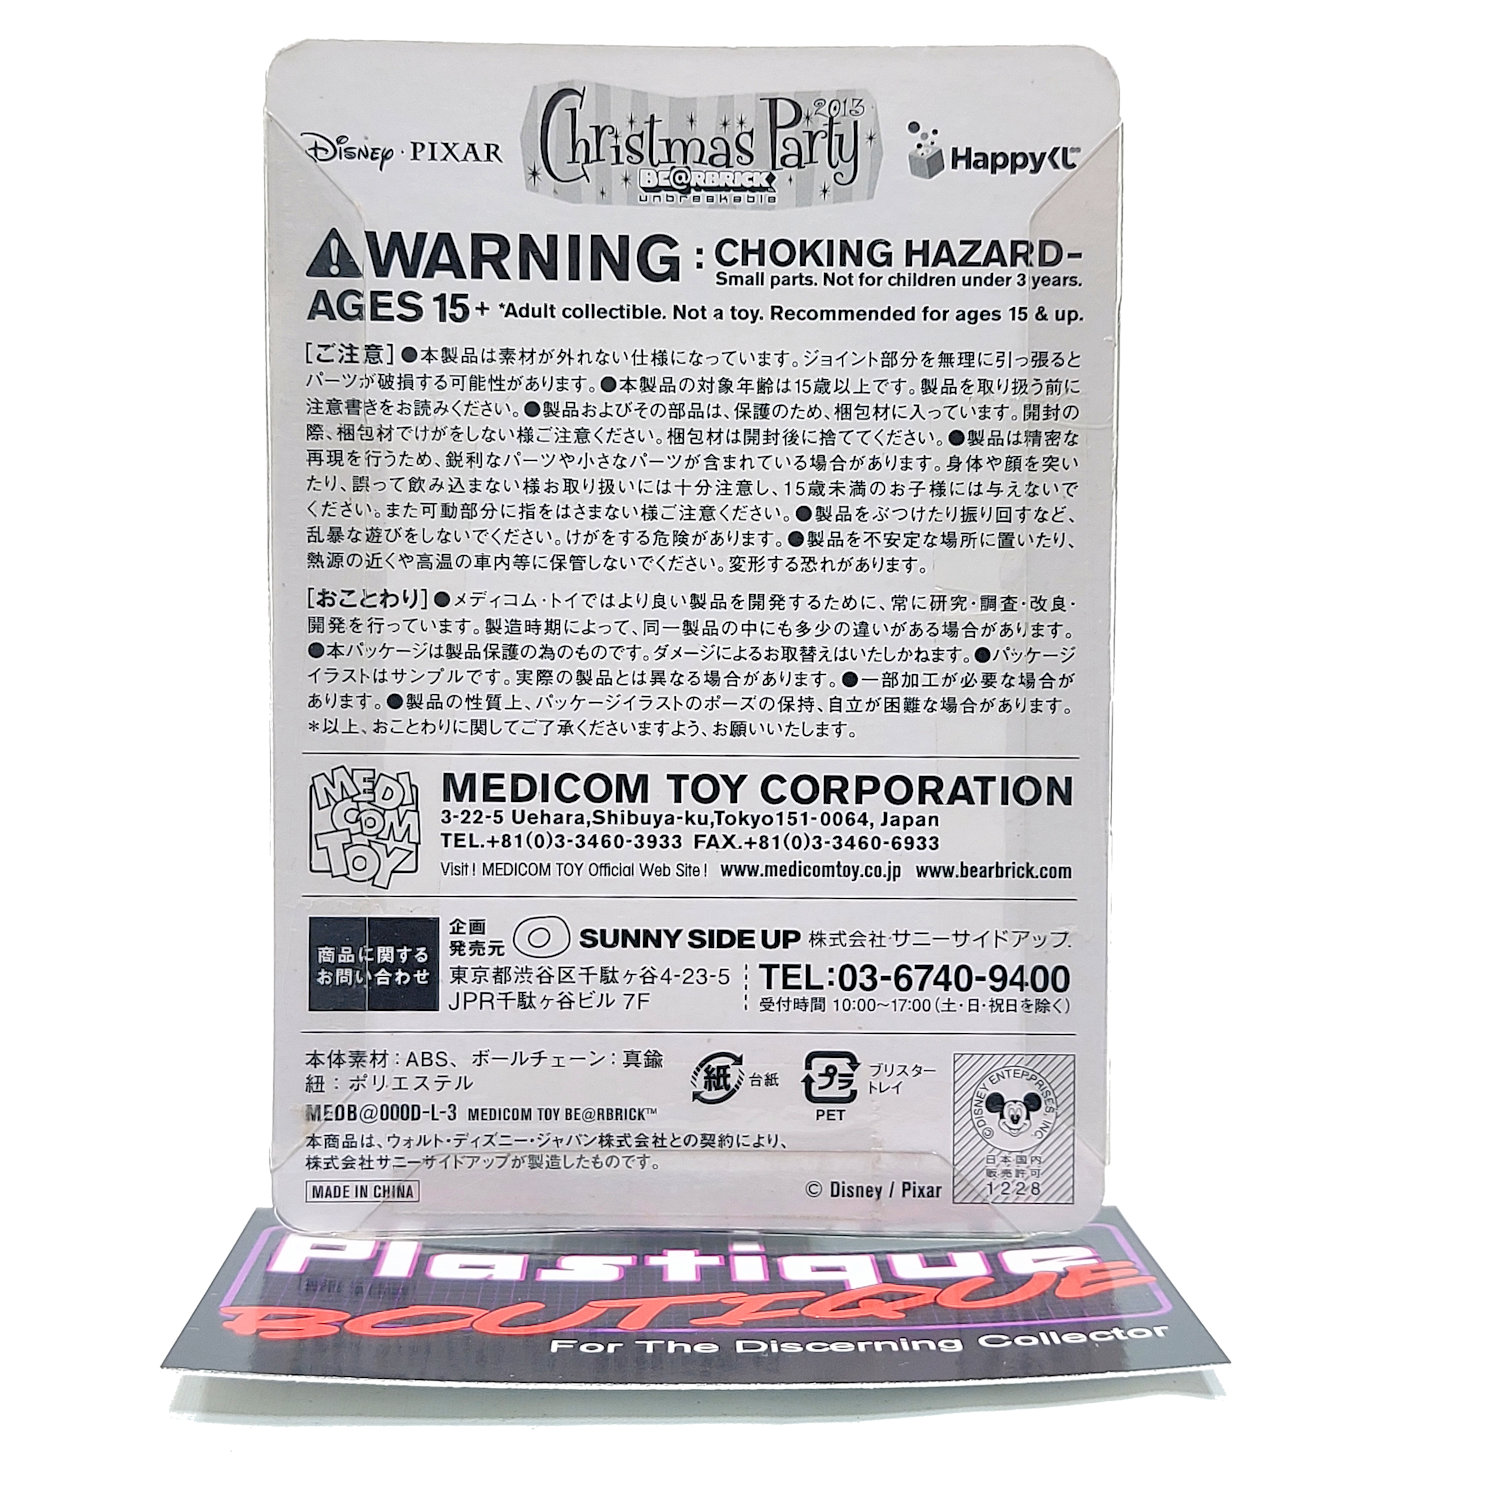 Disney · PIXAR
Christmas Party 2013
BE@RBRICK
unbreakable
Happyくじ
WARNING : CHOKING HAZARD-
Small parts. Not for children under 3 years.
AGES 15+ *Adult collectible. Not a toy. Recommended for ages 15 & up.
[ご注意]●本製品は素材が外れない仕様になっています。ジョイント部分を無理に引っ張ると
パーツが破損する可能性があります。●本製品の対象年齢は15歳以上です。製品を取り扱う前に
注意書きをお読みください。●製品およびその部品は、保護のため、梱包材に入っています。開封の
際、梱包材でけがをしない様ご注意ください。梱包材は開封後に捨ててください。●製品は精密な
再現を行うため、鋭利なパーツや小さなパーツが含まれている場合があります。身体や顔を突い
たり、誤って飲み込まない様お取り扱いには十分注意し、15歳未満のお子様には与えないで
ください。また可動部分に指をはさまない様ご注意ください。●製品をぶつけたり振り回すなど、
乱暴な遊びをしないでください。けがをする危険があります。●製品を不安定な場所に置いたり、
熱源の近くや高温の車内等に保管しないでください。変形する恐れがあります。
[おことわり]●メディコム・トイではより良い製品を開発するために、常に研究・調査・改良・
開発を行っています。製造時期によって、同一製品の中にも多少の違いがある場合があります。
●本パッケージは製品保護の為のものです。ダメージによるお取替えはいたしかねます。●パッケージ
イラストはサンプルです。実際の製品とは異なる場合があります。●一部加工が必要な場合が
あります。●製品の性質上、パッケージイラストのポーズの保持、自立が困難な場合があります。
*以上、おことわりに関してご了承くださいますよう、お願いいたします。
MEDI COM TOY
MEDICOM TOY CORPORATION
3-22-5 Uehara,Shibuya-ku,Tokyo151-0064, Japan
TEL.+81(0)3-3460-3933 FAX.+81(0)3-3460-6933
Visit! MEDICOM TOY Official Web Site! www.medicomtoy.co.jp www.bearbrick.com
商品に関する
お問い合わせ
企画
発売元
SUNNY SIDE UP 株式会社サニーサイドアップ
東京都渋谷区千駄ヶ谷4-23-5
JPR千駄ヶ谷ビル 7F
TEL:03-6740-9400
受付時間 10:00〜17:00(土・日・祝日を除く)
本体素材:ABS、ボールチェーン:真鍮
紐:ポリエステル
MEDB@000D-L-3 MEDICOM TOY BE@RBRICK™
本商品は、ウォルト・ディズニー・ジャパン株式会社との契約により、
株式会社サニーサイドアップが製造したものです。
MADE IN CHINA
紙 台紙
プラ
PET
ブリスター
トレイ
© Disney / Pixar
©DISNEY ENTERPRISES, INC.
日本国内
販売許可
1228
Plastique
BOUTIQUE
For The Discerning Collector